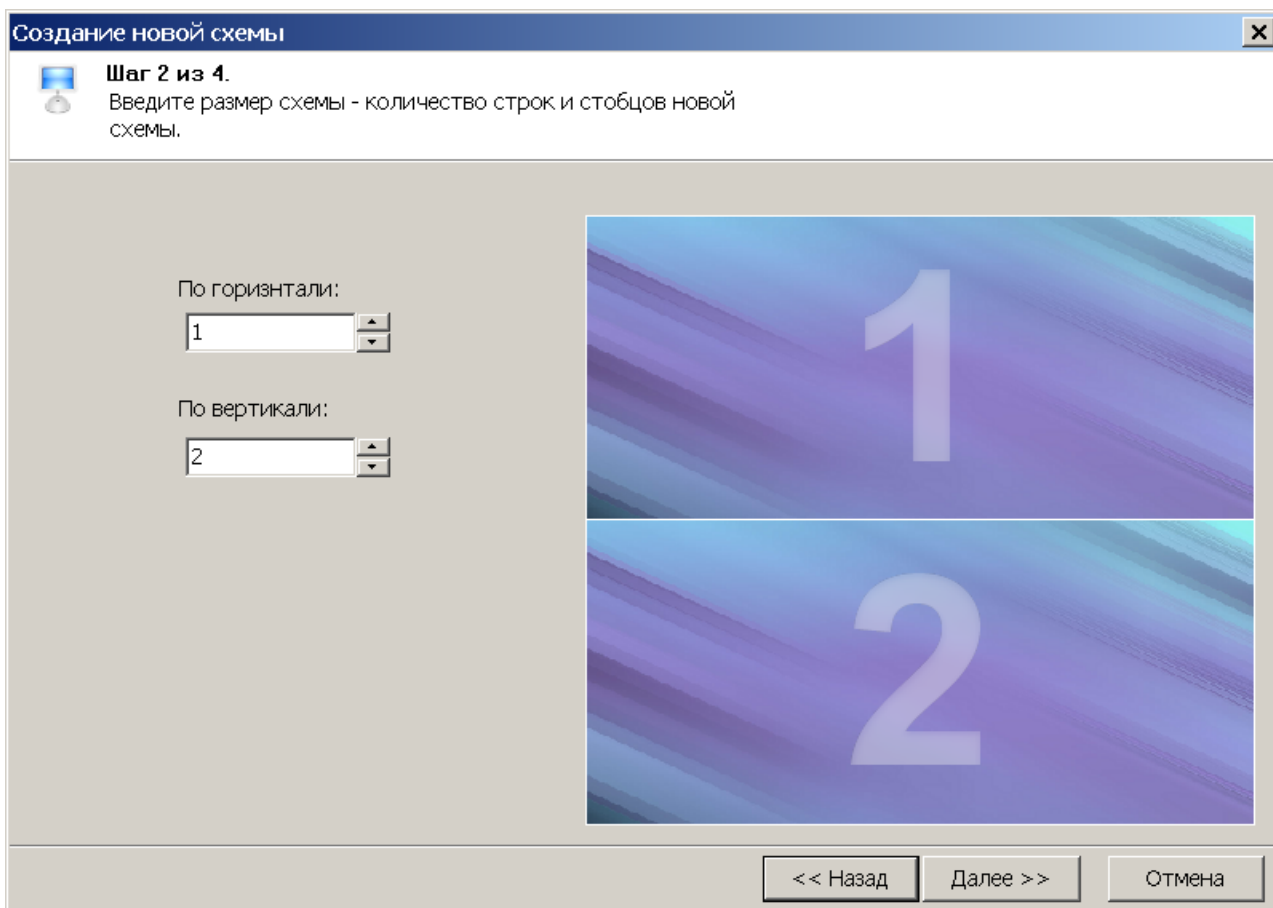 Создание новой схемы
Шаг 2 из 4.
Введите размер схемы - количество строк и стобцов новой
схемы.
По горизнтали:
1
По вертикали:
2
1
2
<< Назад
Далее >>
Отмена